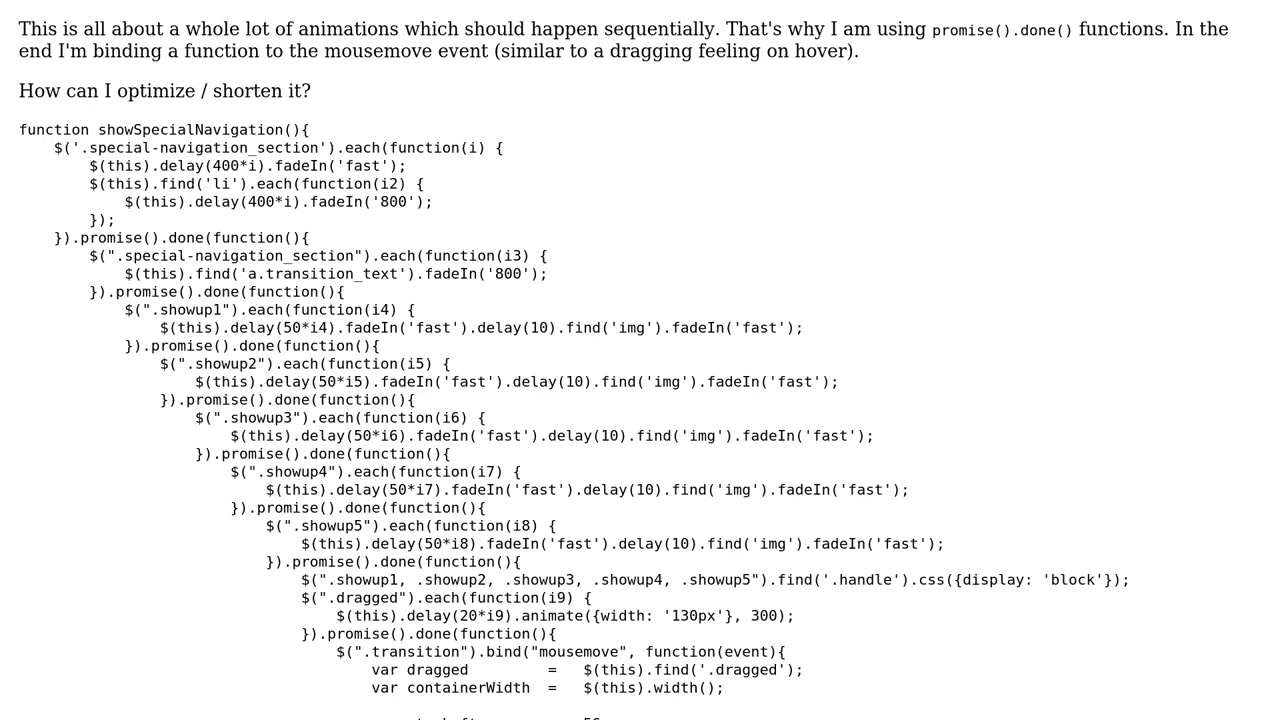 This is all about a whole lot of animations which should happen sequentially. That's why I am using promise().done() functions. In the
end I'm binding a function to the mousemove event (similar to a dragging feeling on hover).
How can I optimize / shorten it?
function showSpecialNavigation(){
    $('.special-navigation_section').each(function(i) {
        $(this).delay(400*i).fadeIn('fast');
        $(this).find('li').each(function(i2) {
            $(this).delay(400*i).fadeIn('800');
        });
    }).promise().done(function(){
        $(".special-navigation_section").each(function(i3) {
            $(this).find('a.transition_text').fadeIn('800');
        }).promise().done(function(){
            $(".showup1").each(function(i4) {
                $(this).delay(50*i4).fadeIn('fast').delay(10).find('img').fadeIn('fast');
            }).promise().done(function(){
                $(".showup2").each(function(i5) {
                    $(this).delay(50*i5).fadeIn('fast').delay(10).find('img').fadeIn('fast');
                }).promise().done(function(){
                    $(".showup3").each(function(i6) {
                        $(this).delay(50*i6).fadeIn('fast').delay(10).find('img').fadeIn('fast');
                    }).promise().done(function(){
                        $(".showup4").each(function(i7) {
                            $(this).delay(50*i7).fadeIn('fast').delay(10).find('img').fadeIn('fast');
                        }).promise().done(function(){
                            $(".showup5").each(function(i8) {
                                $(this).delay(50*i8).fadeIn('fast').delay(10).find('img').fadeIn('fast');
                            }).promise().done(function(){
                                $(".showup1, .showup2, .showup3, .showup4, .showup5").find('.handle').css({display: 'block'});
                                $(".dragged").each(function(i9) {
                                    $(this).delay(20*i9).animate({width: '130px'}, 300);
                                }).promise().done(function(){
                                    $(".transition").bind("mousemove", function(event){
                                        var dragged         =   $(this).find('.dragged');
                                        var containerWidth  =   $(this).width();